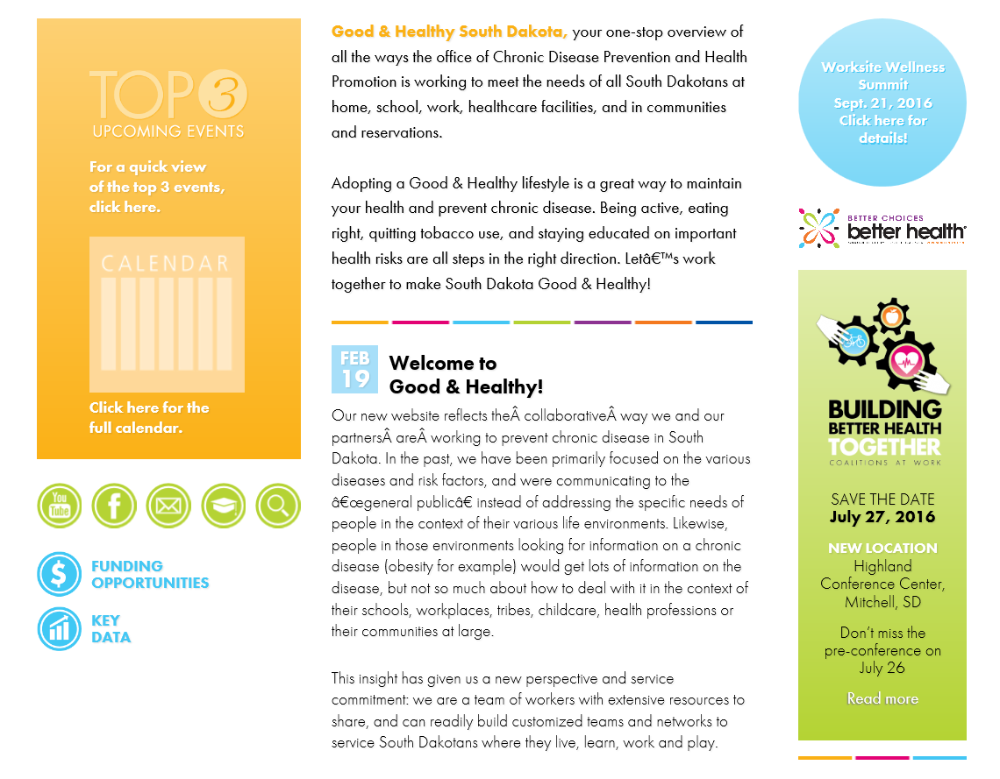 TOP 3
UPCOMING EVENTS
For a quick view
of the top 3 events,
click here.
CALENDAR
Click here for the
full calendar.
You
Tube
f
$
FUNDING
OPPORTUNITIES
KEY
DATA
Good & Healthy South Dakota, your one-stop overview of
all the ways the office of Chronic Disease Prevention and Health
Promotion is working to meet the needs of all South Dakotans at
home, school, work, healthcare facilities, and in communities
and reservations.
Adopting a Good & Healthy lifestyle is a great way to maintain
your health and prevent chronic disease. Being active, eating
right, quitting tobacco use, and staying educated on important
health risks are all steps in the right direction. Letâ€™s work
together to make South Dakota Good & Healthy!
FEB
19
Welcome to
Good & Healthy!
Our new website reflects theÂ collaborativeÂ way we and our
partnersÂ areÂ working to prevent chronic disease in South
Dakota. In the past, we have been primarily focused on the various
diseases and risk factors, and were communicating to the
â€œgeneral publicâ€ instead of addressing the specific needs of
people in the context of their various life environments. Likewise,
people in those environments looking for information on a chronic
disease (obesity for example) would get lots of information on the
disease, but not so much about how to deal with it in the context of
their schools, workplaces, tribes, childcare, health professions or
their communities at large.
This insight has given us a new perspective and service
commitment: we are a team of workers with extensive resources to
share, and can readily build customized teams and networks to
service South Dakotans where they live, learn, work and play.
Worksite Wellness
Summit
Sept. 21, 2016
Click here for
details!
BETTER CHOICES
better health
BUILDING
BETTER HEALTH
TOGETHER
COALITIONS AT WORK
SAVE THE DATE
July 27, 2016
NEW LOCATION
Highland
Conference Center,
Mitchell, SD
Don't miss the
pre-conference on
July 26
Read more